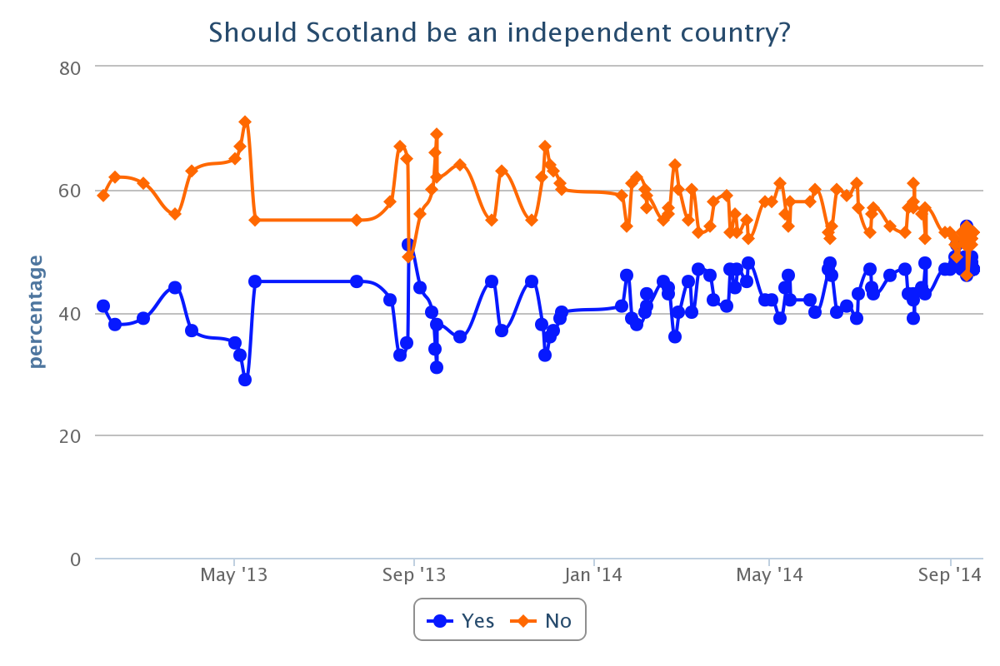 Should Scotland be an independent country?
80
60
40
20
0
percentage
May '13
Sep '13
Jan '14
May '14
Sep '14
Yes
No